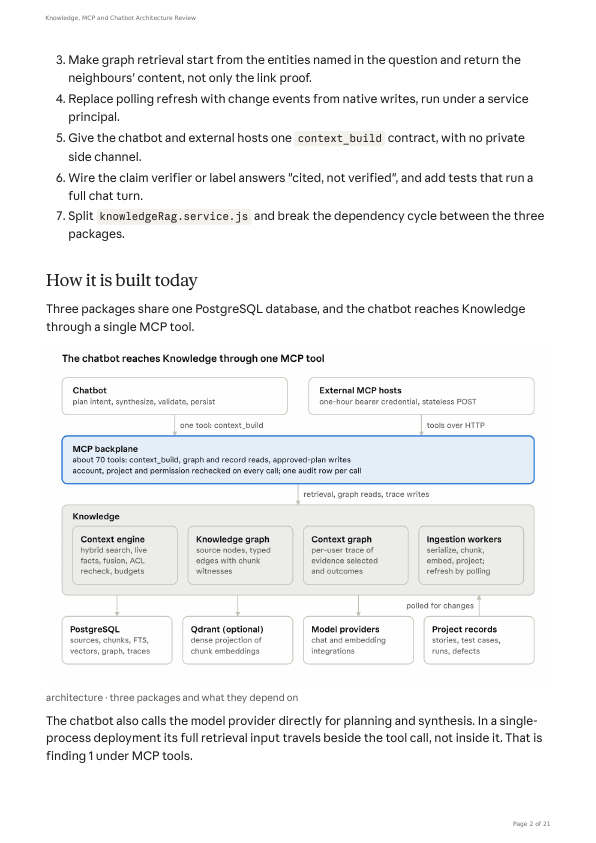 Knowledge, MCP and Chatbot Architecture Review
3. Make graph retrieval start from the entities named in the question and return the
neighbours' content, not only the link proof.
4. Replace polling refresh with change events from native writes, run under a service
principal.
5. Give the chatbot and external hosts one context_build contract, with no private
side channel.
6. Wire the claim verifier or label answers "cited, not verified", and add tests that run a
full chat turn.
7. Split knowledgeRag.service.js and break the dependency cycle between the three
packages.
How it is built today
Three packages share one PostgreSQL database, and the chatbot reaches Knowledge
through a single MCP tool.
The chatbot reaches Knowledge through one MCP tool
Chatbot
plan intent, synthesize, validate, persist
External MCP hosts
one-hour bearer credential, stateless POST
one tool: context_build
tools over HTTP
MCP backplane
about 70 tools: context_build, graph and record reads, approved-plan writes
account, project and permission rechecked on every call; one audit row per call
retrieval, graph reads, trace writes
Knowledge
Context engine
hybrid search, live
facts, fusion, ACL
recheck, budgets
Knowledge graph
source nodes, typed
edges with chunk
witnesses
Context graph
per-user trace of
evidence selected
and outcomes
Ingestion workers
serialize, chunk,
embed, project;
refresh by polling
polled for changes
PostgreSQL
sources, chunks, FTS,
vectors, graph, traces
Qdrant (optional)
dense projection of
chunk embeddings
Model providers
chat and embedding
integrations
Project records
stories, test cases,
runs, defects
architecture · three packages and what they depend on
The chatbot also calls the model provider directly for planning and synthesis. In a single-
process deployment its full retrieval input travels beside the tool call, not inside it. That is
finding 1 under MCP tools.
Page 2 of 21